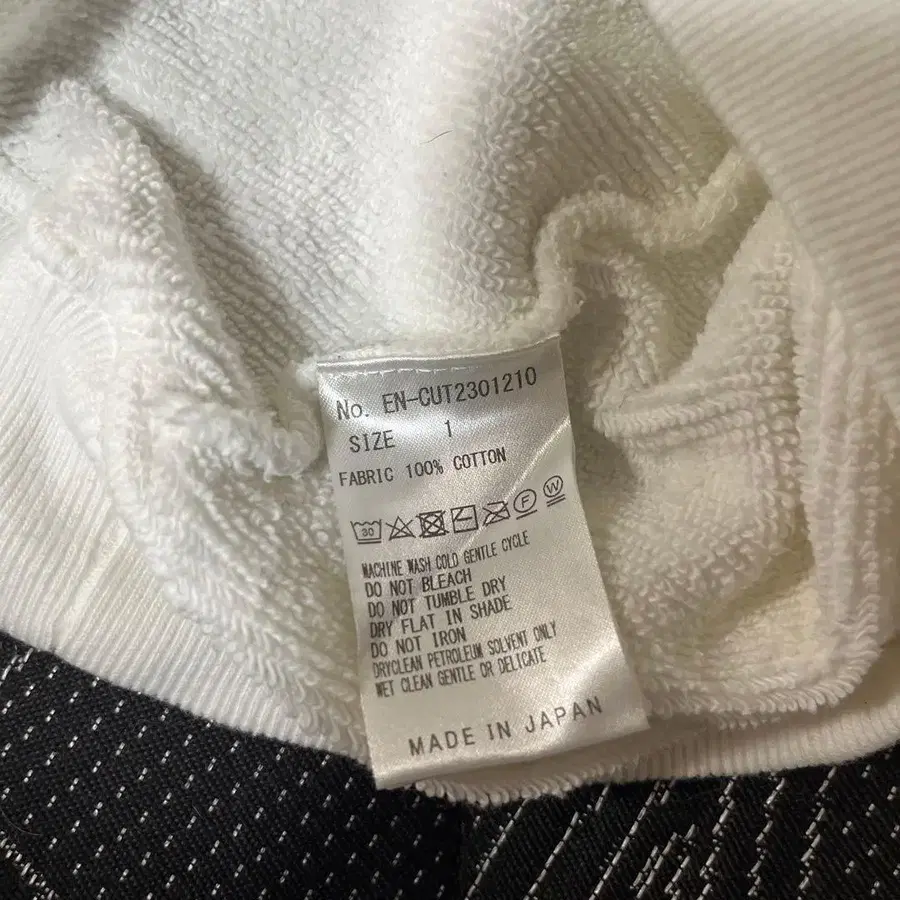 No. EN-CUT2301210
SIZE 1
FABRIC 100% COTTON
30 F W
MACHINE WASH COLD GENTLE CYCLE
DO NOT BLEACH
DO NOT TUMBLE DRY
DRY FLAT IN SHADE
DO NOT IRON
DRYCLEAN PETROLEUM SOLVENT ONLY
WET CLEAN GENTLE OR DELICATE
MADE IN JAPAN